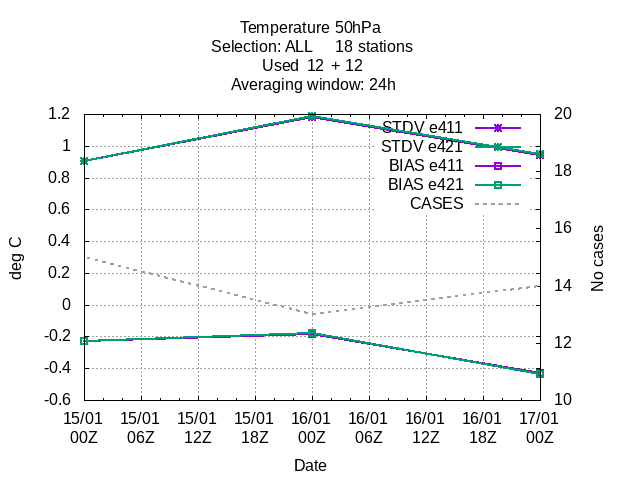 Temperature 50hPa
Selection: ALL     18 stations
Used  12 + 12
Averaging window: 24h
STDV e411
STDV e421
BIAS e411
BIAS e421
CASES
1.2
1
0.8
0.6
0.4
0.2
0
-0.2
-0.4
-0.6
deg C
20
18
16
14
12
10
No cases
15/01 15/01 15/01 15/01 16/01 16/01 16/01 16/01 17/01
00Z 06Z 12Z 18Z 00Z 06Z 12Z 18Z 00Z
Date